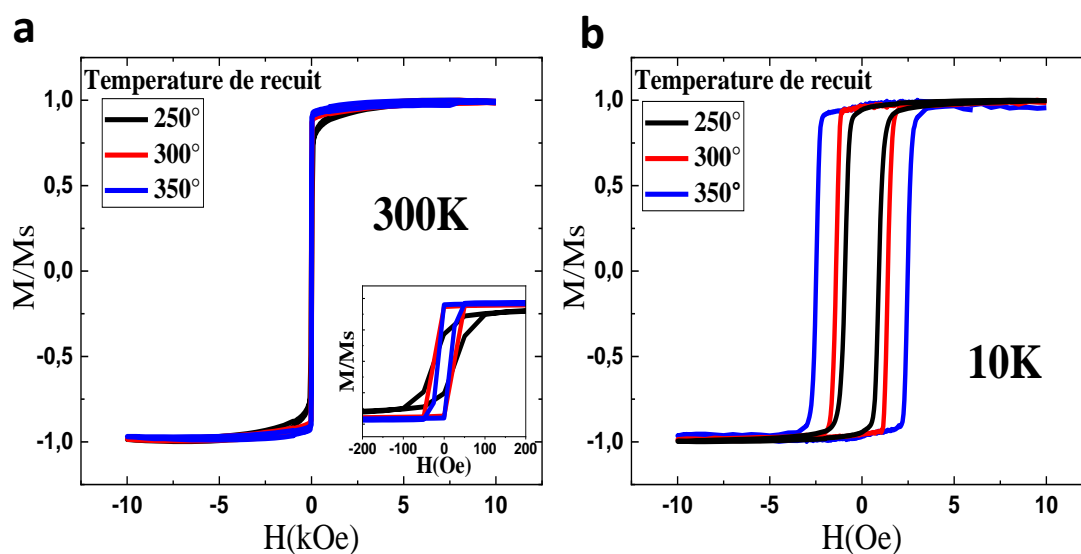 a
Temperature de recuit
250°
300°
350°
300K
M/Ms
1,0
0,5
0,0
-0,5
-1,0
-10
-5
0
5
10
H(kOe)
M/Ms
-200
-100
0
100
200
H(Oe)
b
Temperature de recuit
250°
300°
350°
10K
M/Ms
1,0
0,5
0,0
-0,5
-1,0
-10
-5
0
5
10
H(Oe)